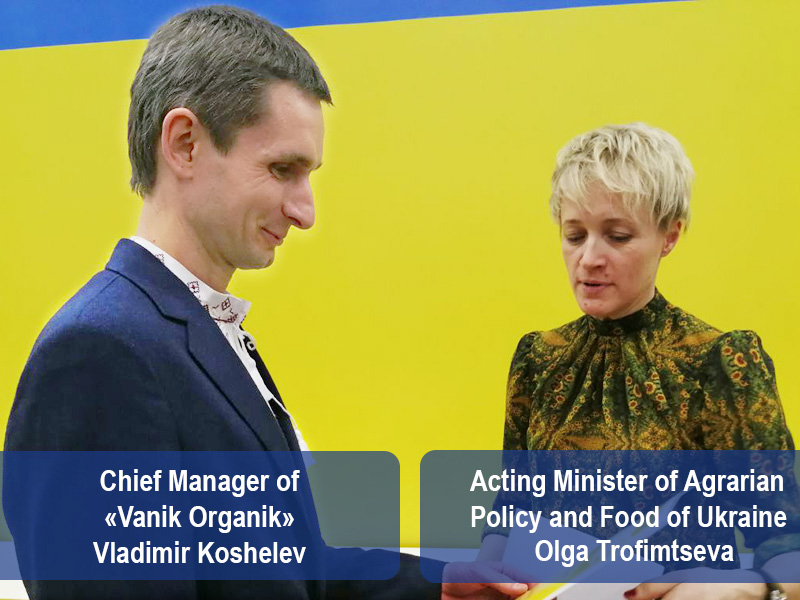 Chief Manager of
«Vanik Organik»
Vladimir Koshelev
Acting Minister of Agrarian
Policy and Food of Ukraine
Olga Trofimtseva